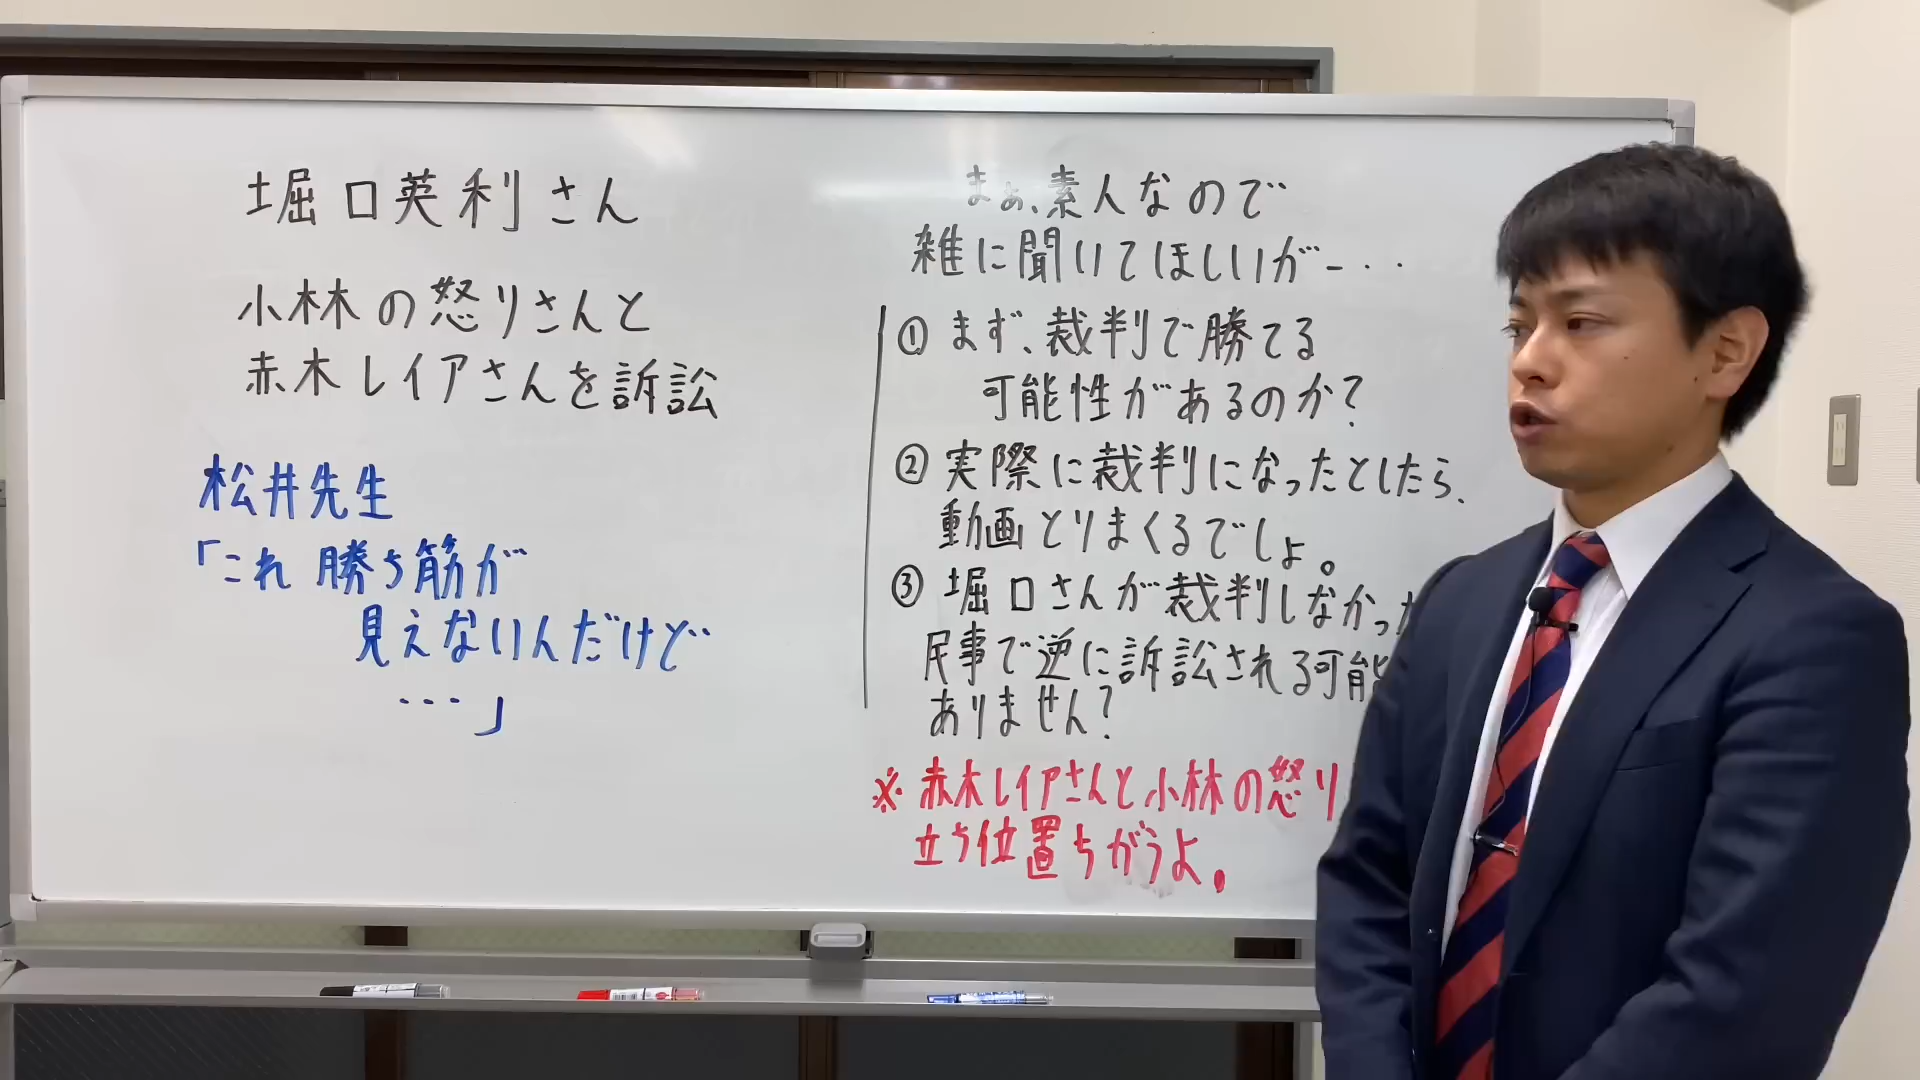 堀口英利さん
小林の怒りさんと
赤木レイアさんを訴訟
松井先生
「これ勝ち筋が
見えないんだけど
…」
まぁ、素人なので
雑に聞いてほしいがー‥
① まず、裁判で勝てる
可能性があるのか?
② 実際に裁判になったとしたら、
動画とりまくるでしょ。
③ 堀口さんが裁判しなかっ
民事で逆に訴訟される可能
ありません?
※ 赤木レイアさんと小林の怒り
立ち位置ちがうよ。